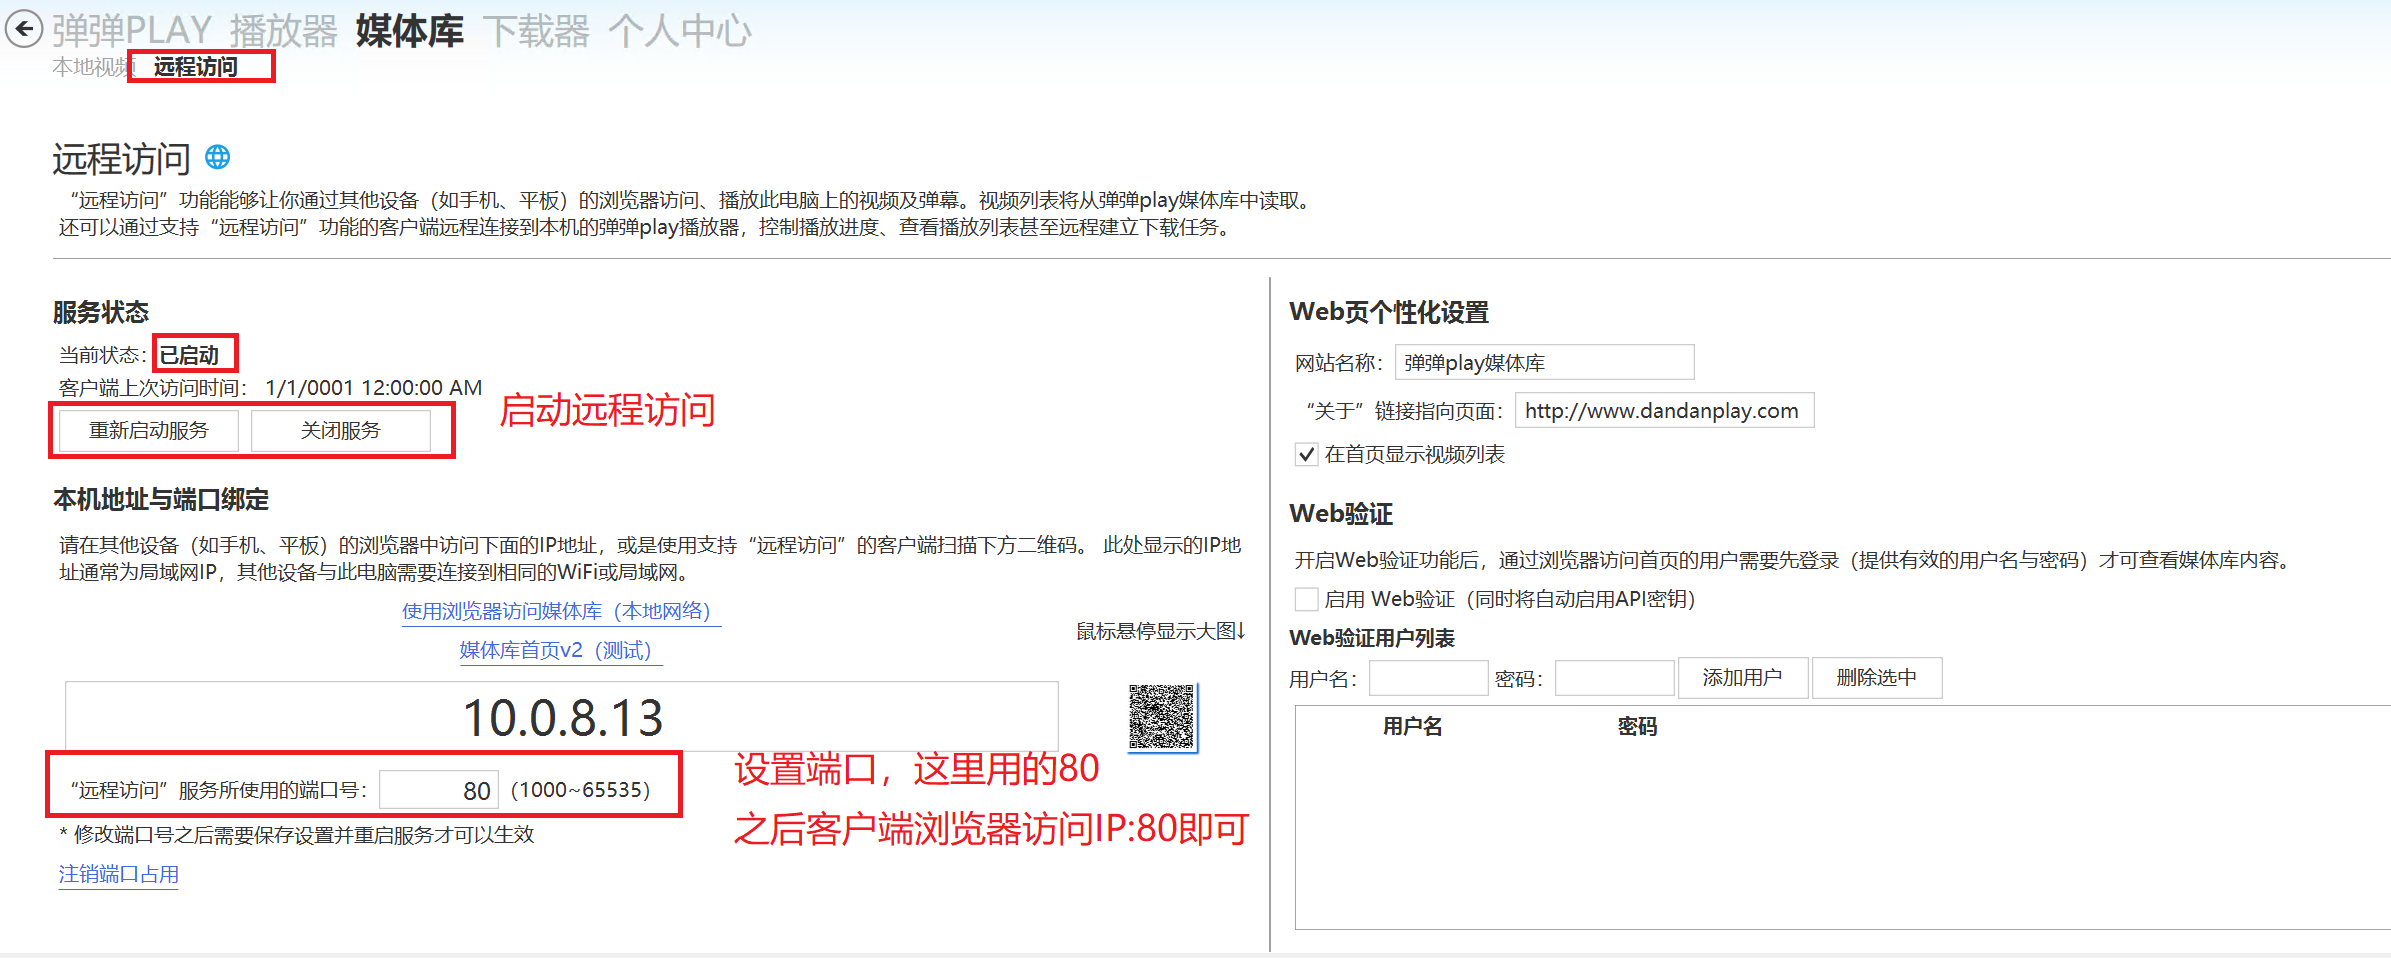 弹弹PLAY 播放器 媒体库 下载器 个人中心
本地视频 远程访问
远程访问
“远程访问”功能能够让你通过其他设备（如手机、平板）的浏览器访问、播放此电脑上的视频及弹幕。视频列表将从弹弹play媒体库中读取。
还可以通过支持“远程访问”功能的客户端远程连接到本机的弹弹play播放器，控制播放进度、查看播放列表甚至远程建立下载任务。
服务状态
当前状态：已启动
客户端上次访问时间： 1/1/0001 12:00:00 AM
启动远程访问
重新启动服务 关闭服务
本机地址与端口绑定
请在其他设备（如手机、平板）的浏览器中访问下面的IP地址，或是使用支持“远程访问”的客户端扫描下方二维码。 此处显示的IP地
址通常为局域网IP，其他设备与此电脑需要连接到相同的WiFi或局域网。
使用浏览器访问媒体库（本地网络）
鼠标悬停显示大图↓
媒体库首页v2（测试）
10.0.8.13
设置端口，这里用的80
“远程访问”服务所使用的端口号： 80 （1000~65535）
之后客户端浏览器访问IP:80即可
* 修改端口号之后需要保存设置并重启服务才可以生效
注销端口占用
Web页个性化设置
网站名称： 弹弹play媒体库
“关于”链接指向页面： http://www.dandanplay.com
在首页显示视频列表
Web验证
开启Web验证功能后，通过浏览器访问首页的用户需要先登录（提供有效的用户名与密码）才可查看媒体库内容。
启用 Web验证（同时将自动启用API密钥）
Web验证用户列表
用户名： 密码： 添加用户 删除选中
用户名 密码